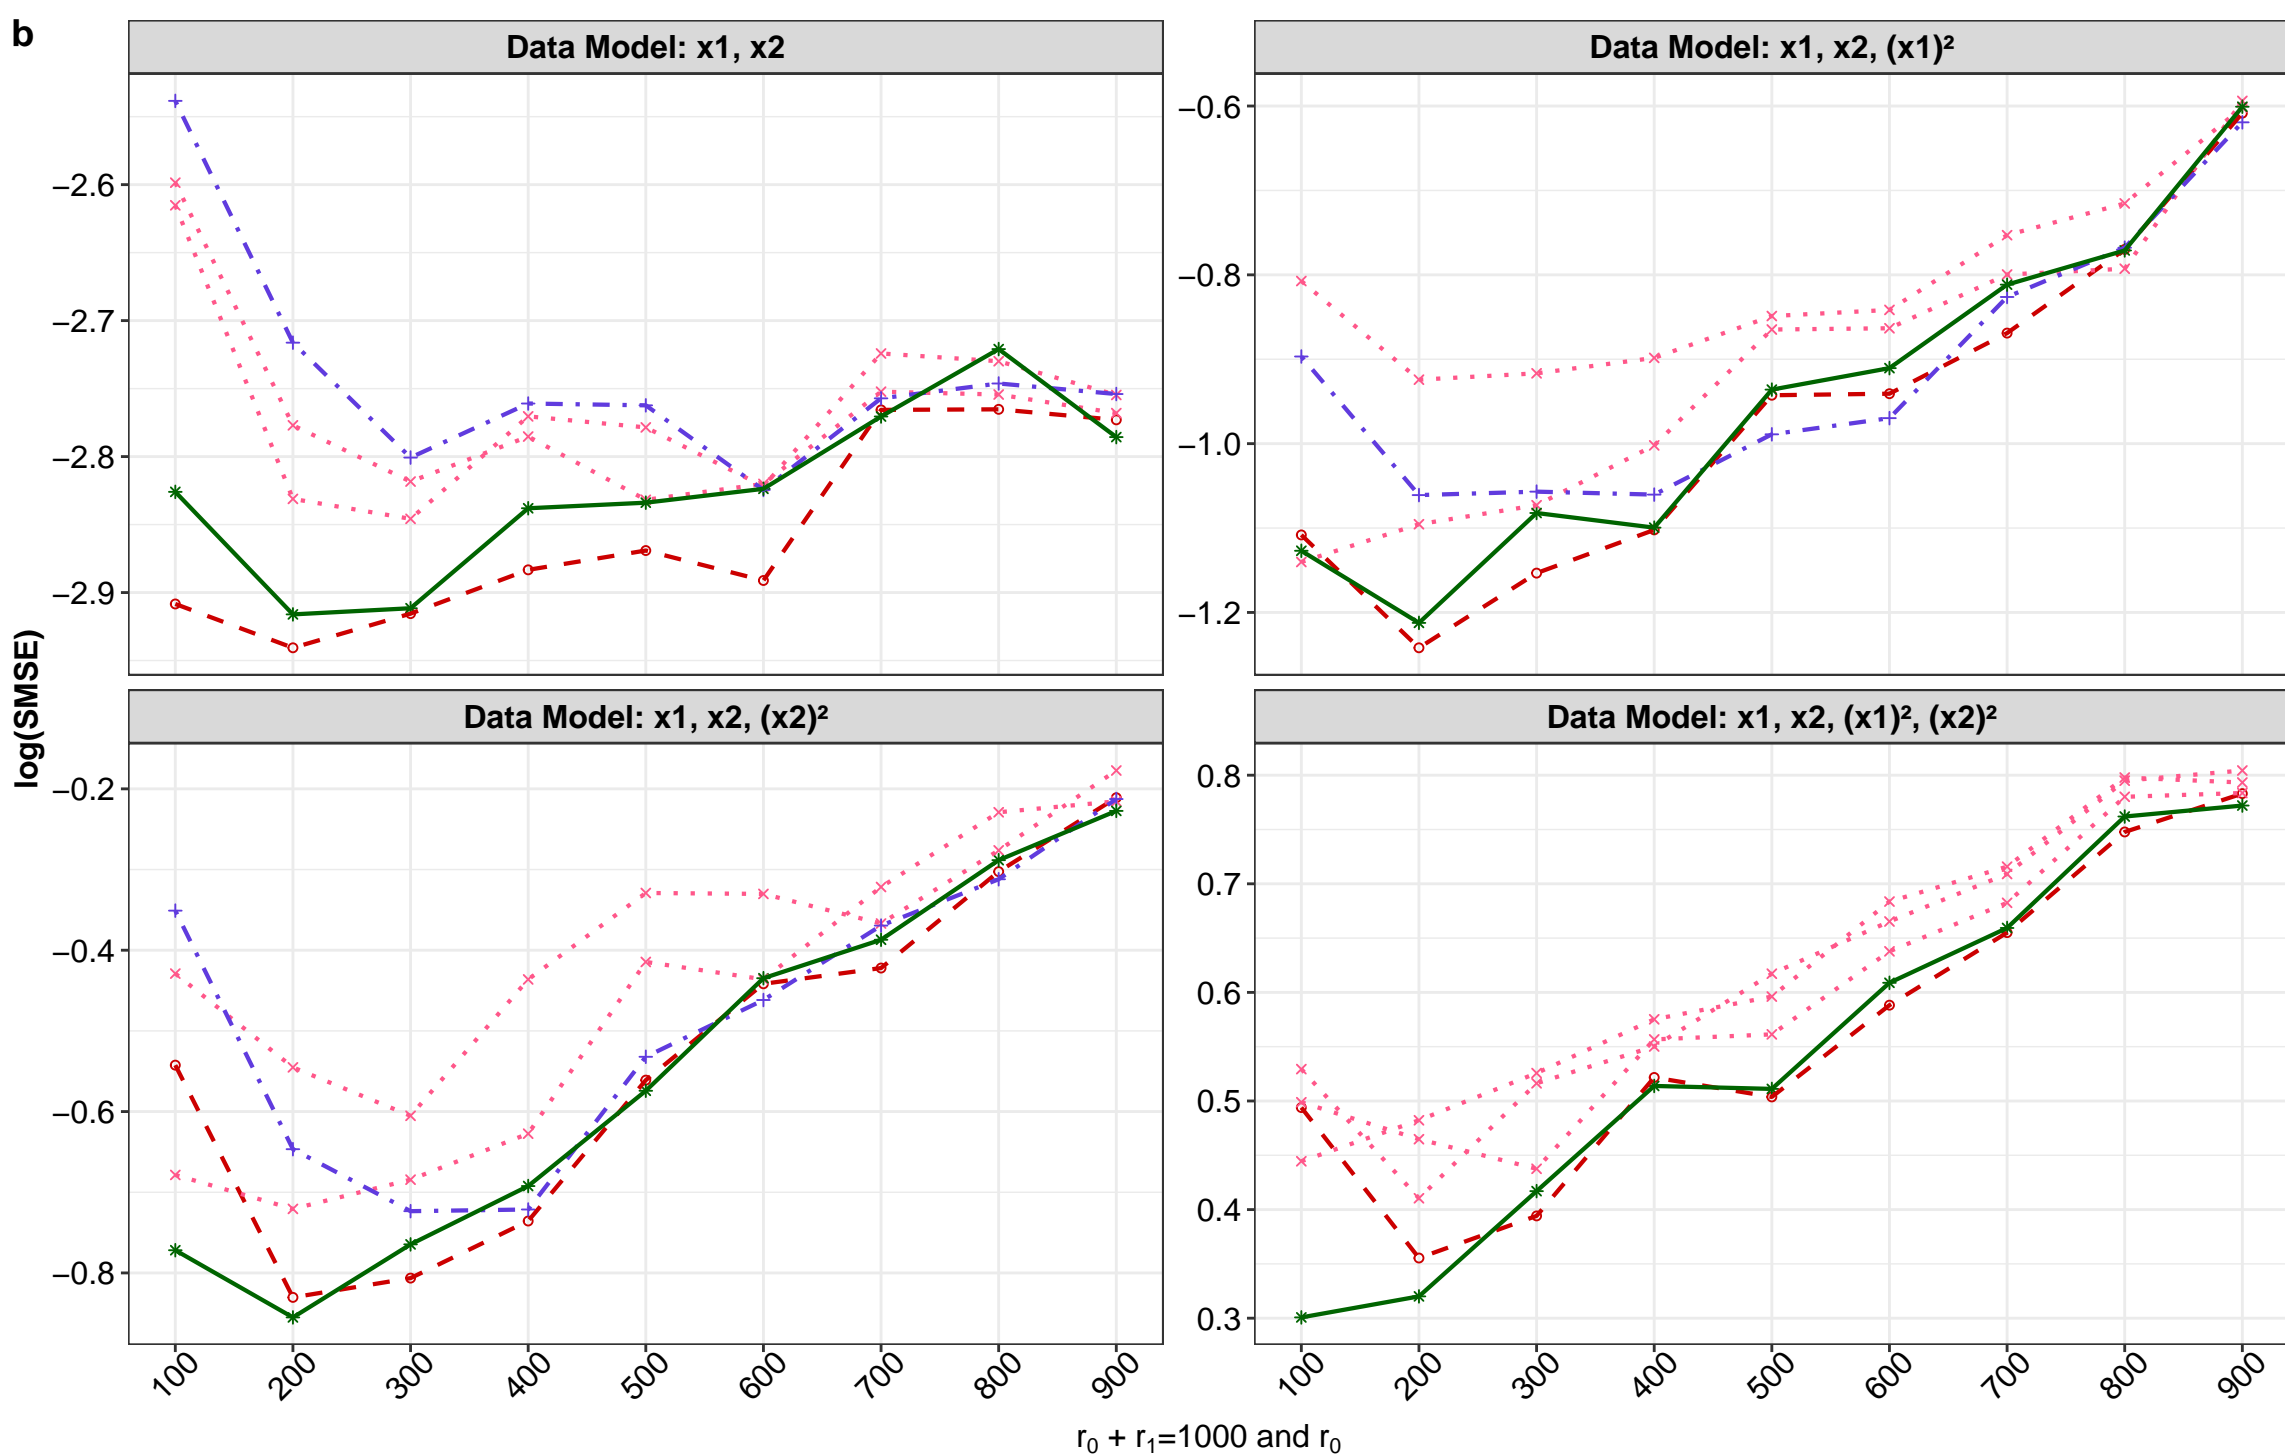 b
Data Model: x1, x2
Data Model: x1, x2, (x1)²
−2.6
−2.7
−2.8
−2.9
−0.6
−0.8
−1.0
−1.2
log(SMSE)
Data Model: x1, x2, (x2)²
Data Model: x1, x2, (x1)², (x2)²
−0.2
−0.4
−0.6
−0.8
0.8
0.7
0.6
0.5
0.4
0.3
100 200 300 400 500 600 700 800 900
100 200 300 400 500 600 700 800 900
r₀ + r₁=1000 and r₀